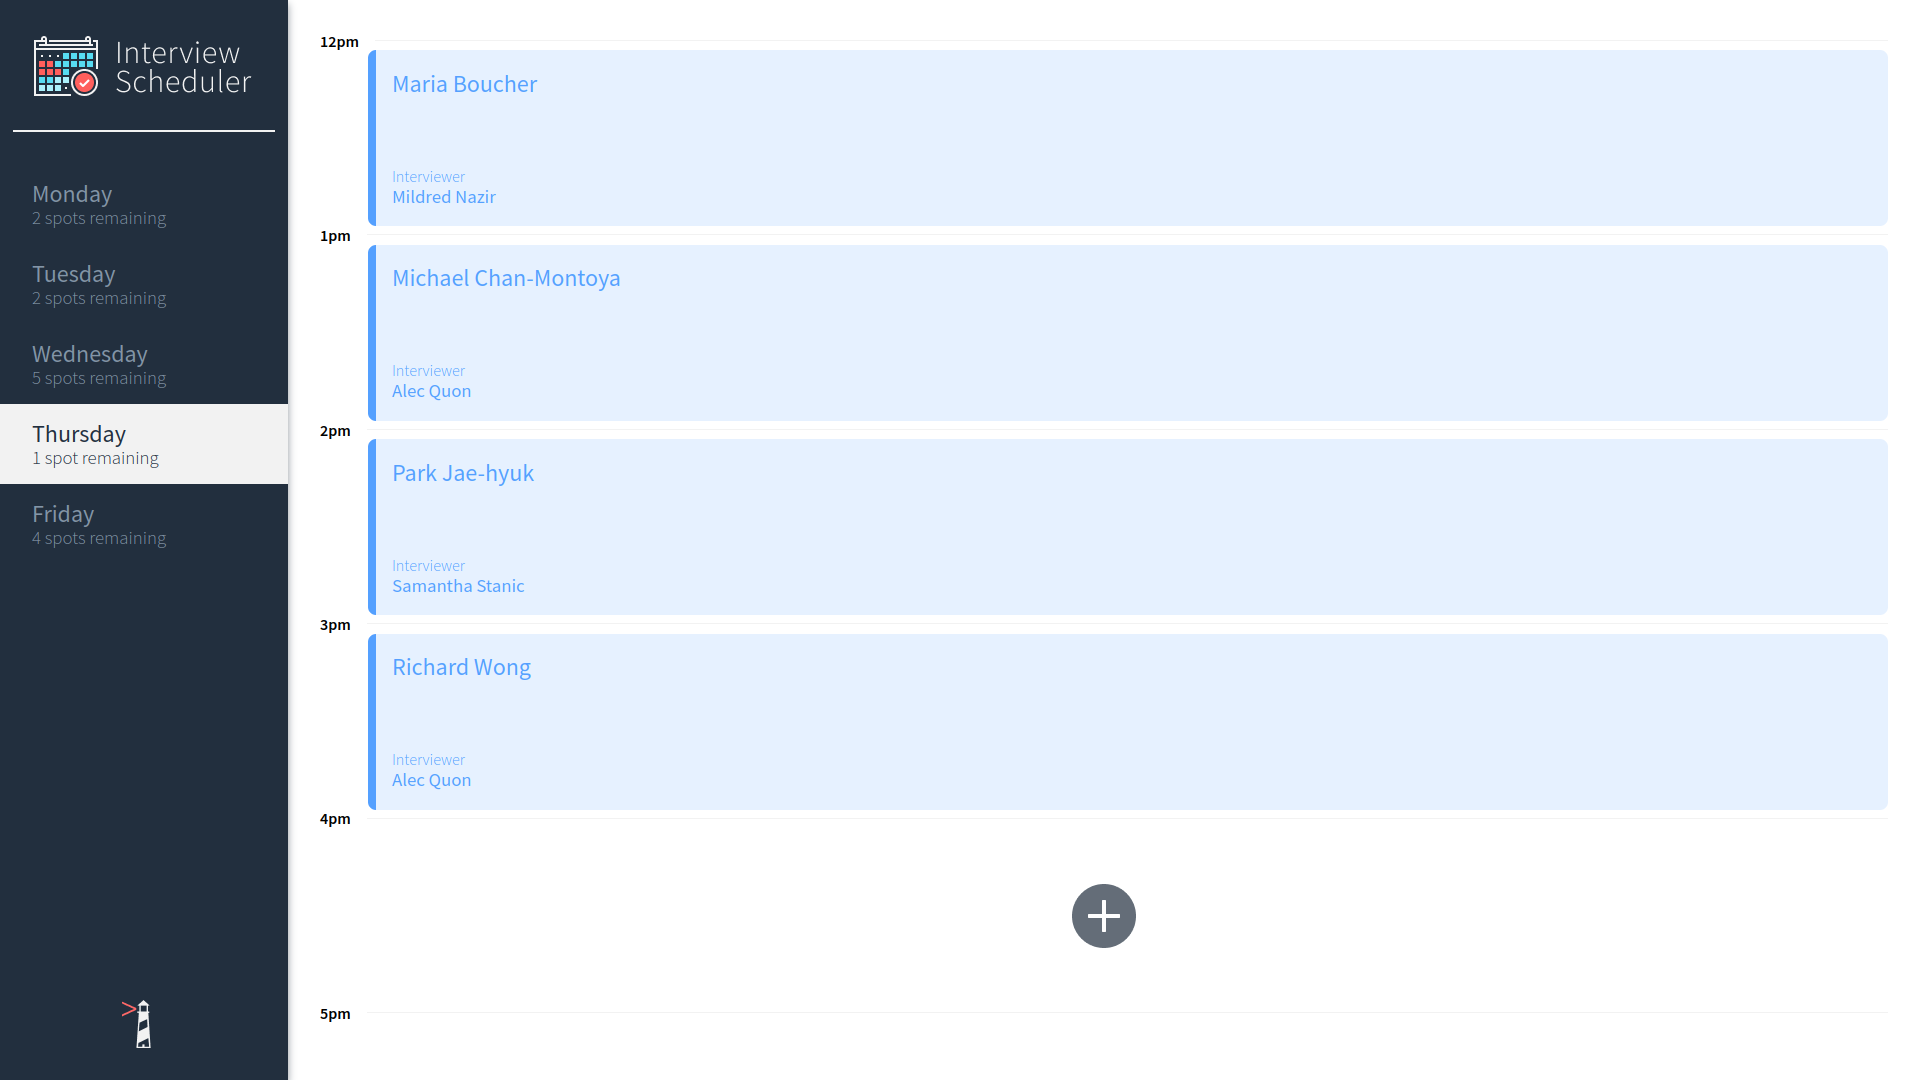 Interview
Scheduler
Monday
2 spots remaining
Tuesday
2 spots remaining
Wednesday
5 spots remaining
Thursday
1 spot remaining
Friday
4 spots remaining
12pm
Maria Boucher
Interviewer
Mildred Nazir
1pm
Michael Chan-Montoya
Interviewer
Alec Quon
2pm
Park Jae-hyuk
Interviewer
Samantha Stanic
3pm
Richard Wong
Interviewer
Alec Quon
4pm
5pm